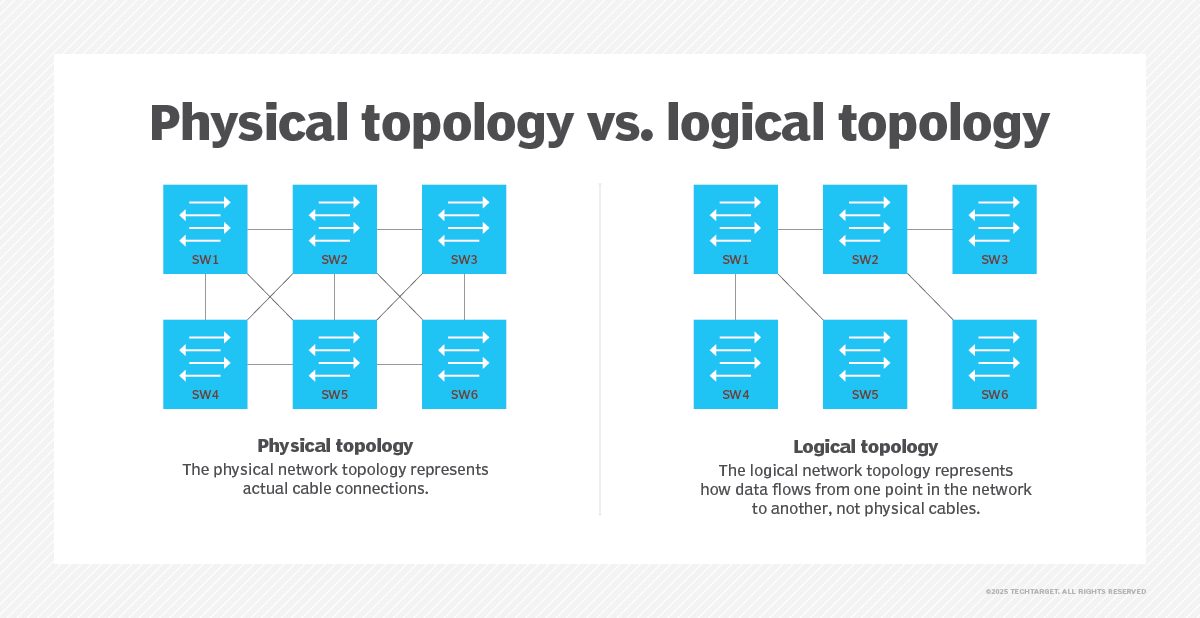 Physical topology vs. logical topology
SW1
SW2
SW3
SW4
SW5
SW6
Physical topology
The physical network topology represents
actual cable connections.
SW1
SW2
SW3
SW4
SW5
SW6
Logical topology
The logical network topology represents
how data flows from one point in the network
to another, not physical cables.
©2025 TECHTARGET. ALL RIGHTS RESERVED